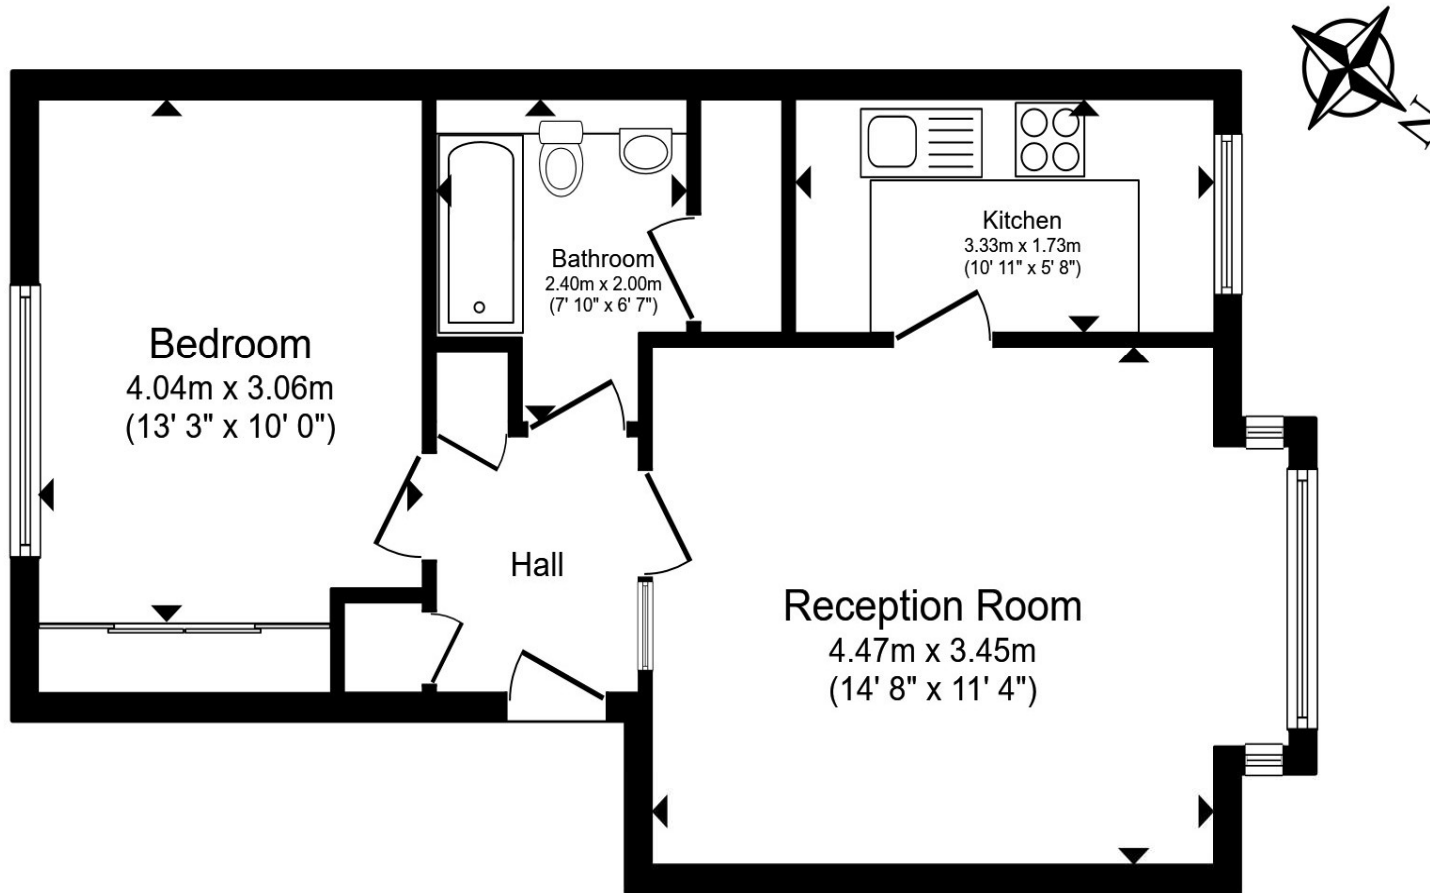 N
Kitchen
3.33m x 1.73m
(10' 11" x 5' 8")
Bathroom
2.40m x 2.00m
(7' 10" x 6' 7")
Bedroom
4.04m x 3.06m
(13' 3" x 10' 0")
Hall
Reception Room
4.47m x 3.45m
(14' 8" x 11' 4")